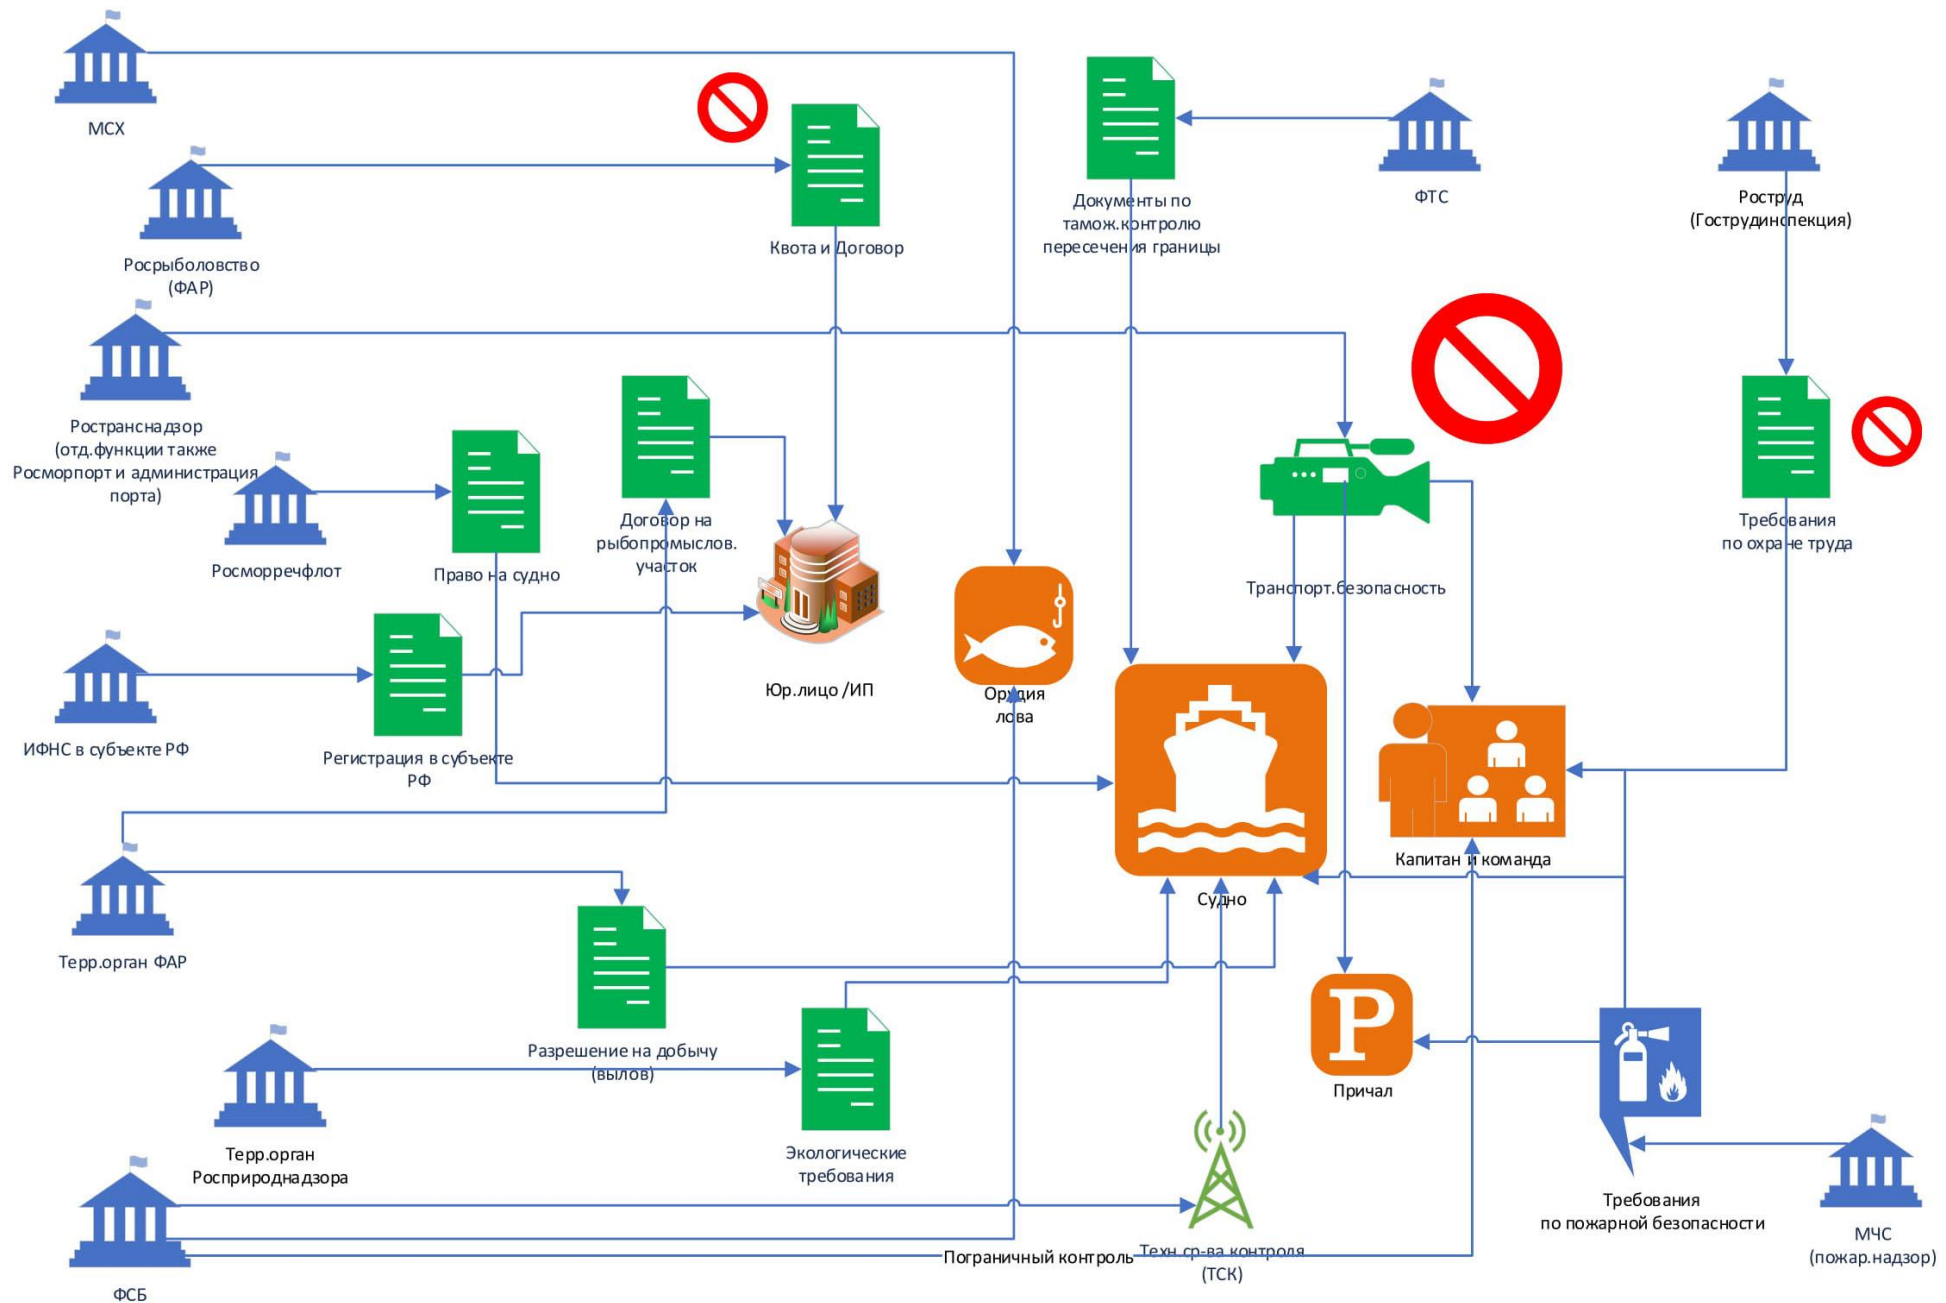 МСХ
Росрыболовство
(ФАР)
Квота и Договор
Документы по
тамож.контролю
пересечения границы
ФТС
Роструд
(Гострудинспекция)
Ространснадзор
(отд.функции также
Росморпорт и администрация
порта)
Росморречфлот
Право на судно
Договор на
рыбопромыслов.
участок
Транспорт.безопасность
Требования
по охране труда
ИФНС в субъекте РФ
Регистрация в субъекте
РФ
Юр.лицо /ИП
Орудия
лова
Судно
Капитан и команда
Терр.орган ФАР
Разрешение на добычу
(вылов)
P
Причал
Терр.орган
Росприроднадзора
Экологические
требования
Требования
по пожарной безопасности
МЧС
(пожар.надзор)
ФСБ
Пограничный контроль
Техн.ср-ва контроля
(ТСК)